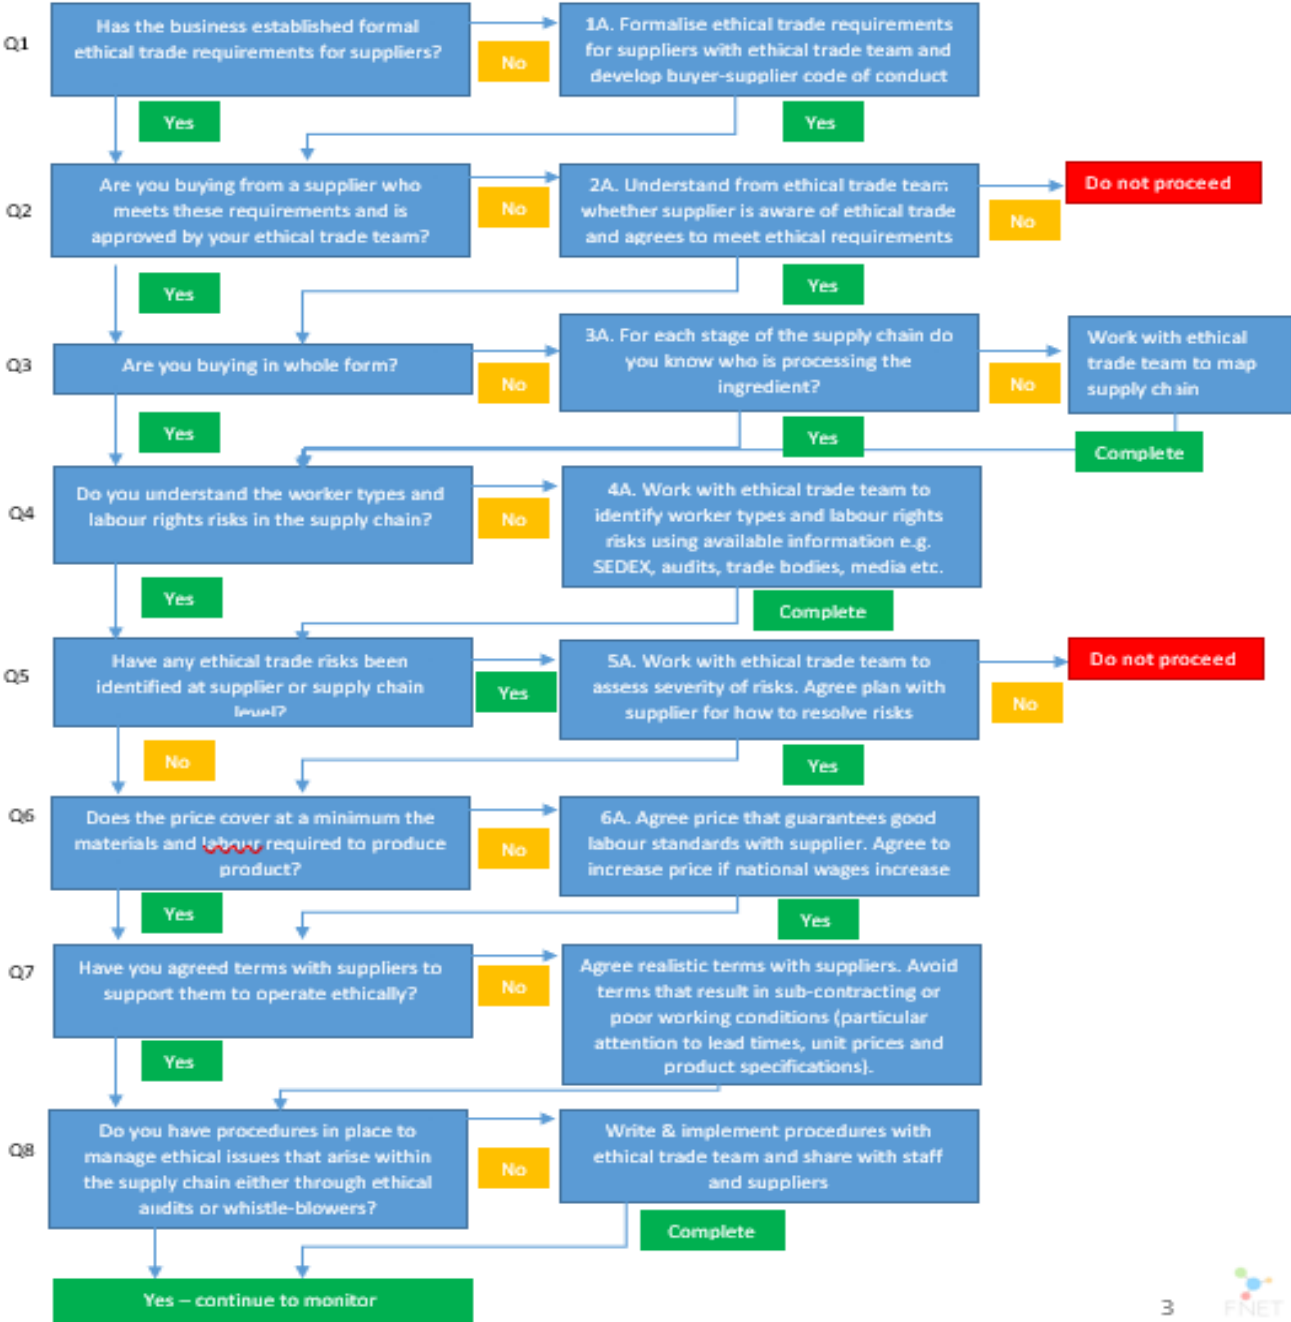 Q1
Has the business established formal
ethical trade requirements for suppliers?
No
1A. Formalise ethical trade requirements
for suppliers with ethical trade team and
develop buyer-supplier code of conduct
Yes
Yes
Q2
Are you buying from a supplier who
meets these requirements and is
approved by your ethical trade team?
No
2A. Understand from ethical trade team
whether supplier is aware of ethical trade
and agrees to meet ethical requirements
No
Do not proceed
Yes
Yes
Q3
Are you buying in whole form?
No
3A. For each stage of the supply chain do
you know who is processing the
ingredient?
No
Work with ethical
trade team to map
supply chain
Yes
Yes
Complete
Q4
Do you understand the worker types and
labour rights risks in the supply chain?
No
4A. Work with ethical trade team to
identify worker types and labour rights
risks using available information e.g.
SEDEX, audits, trade bodies, media etc.
Yes
Complete
Q5
Have any ethical trade risks been
identified at supplier or supply chain
level?
Yes
5A. Work with ethical trade team to
assess severity of risks. Agree plan with
supplier for how to resolve risks
No
Do not proceed
No
Yes
Q6
Does the price cover at a minimum the
materials and labour required to produce
product?
No
6A. Agree price that guarantees good
labour standards with supplier. Agree to
increase price if national wages increase
Yes
Yes
Q7
Have you agreed terms with suppliers to
support them to operate ethically?
No
Agree realistic terms with suppliers. Avoid
terms that result in sub-contracting or
poor working conditions (particular
attention to lead times, unit prices and
product specifications).
Yes
Q8
Do you have procedures in place to
manage ethical issues that arise within
the supply chain either through ethical
audits or whistle-blowers?
No
Write & implement procedures with
ethical trade team and share with staff
and suppliers
Complete
Yes – continue to monitor
3
FNET